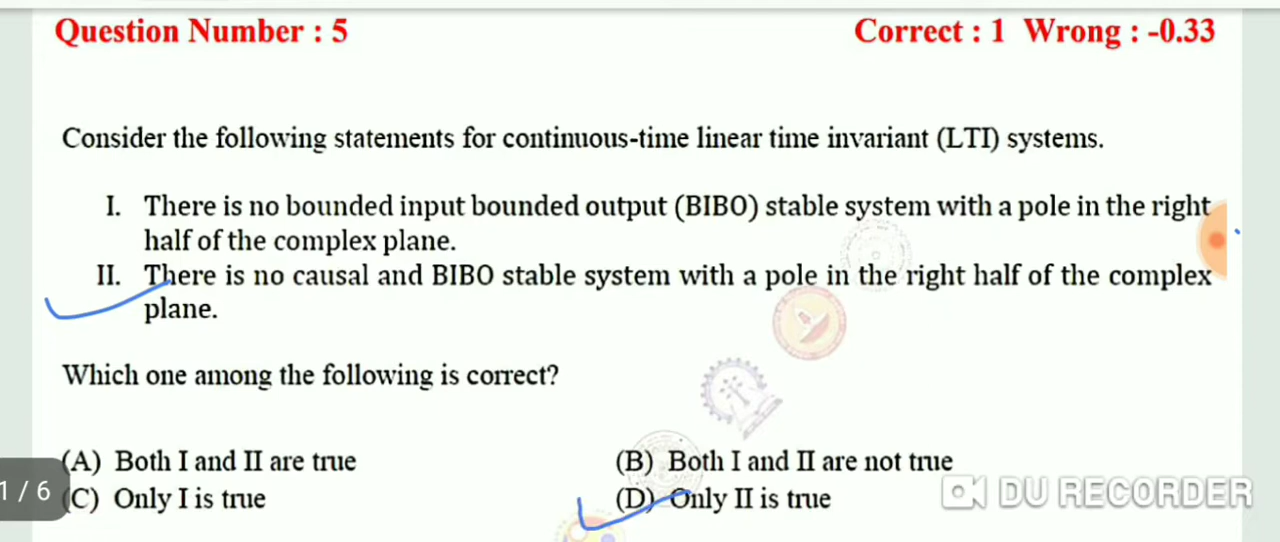 Question Number : 5 Correct : 1 Wrong : -0.33
Consider the following statements for continuous-time linear time invariant (LTI) systems.
I. There is no bounded input bounded output (BIBO) stable system with a pole in the right
half of the complex plane.
II. There is no causal and BIBO stable system with a pole in the right half of the complex
plane.
Which one among the following is correct?
(A) Both I and II are true (B) Both I and II are not true
1 / 6 (C) Only I is true (D) Only II is true
DU RECORDER